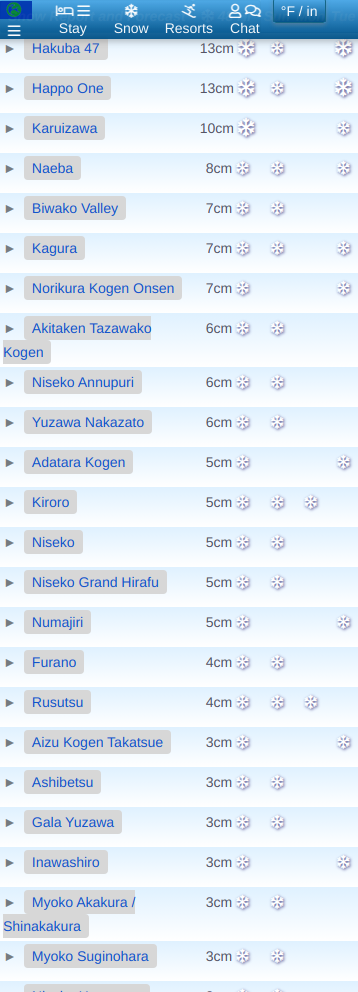 Stay
Snow
Resorts
Chat
°F / in
Hakuba 47 13cm
Happo One 13cm
Karuizawa 10cm
Naeba 8cm
Biwako Valley 7cm
Kagura 7cm
Norikura Kogen Onsen 7cm
Akitaken Tazawako 6cm
Kogen
Niseko Annupuri 6cm
Yuzawa Nakazato 6cm
Adatara Kogen 5cm
Kiroro 5cm
Niseko 5cm
Niseko Grand Hirafu 5cm
Numajiri 5cm
Furano 4cm
Rusutsu 4cm
Aizu Kogen Takatsue 3cm
Ashibetsu 3cm
Gala Yuzawa 3cm
Inawashiro 3cm
Myoko Akakura / 3cm
Shinakakura
Myoko Suginohara 3cm